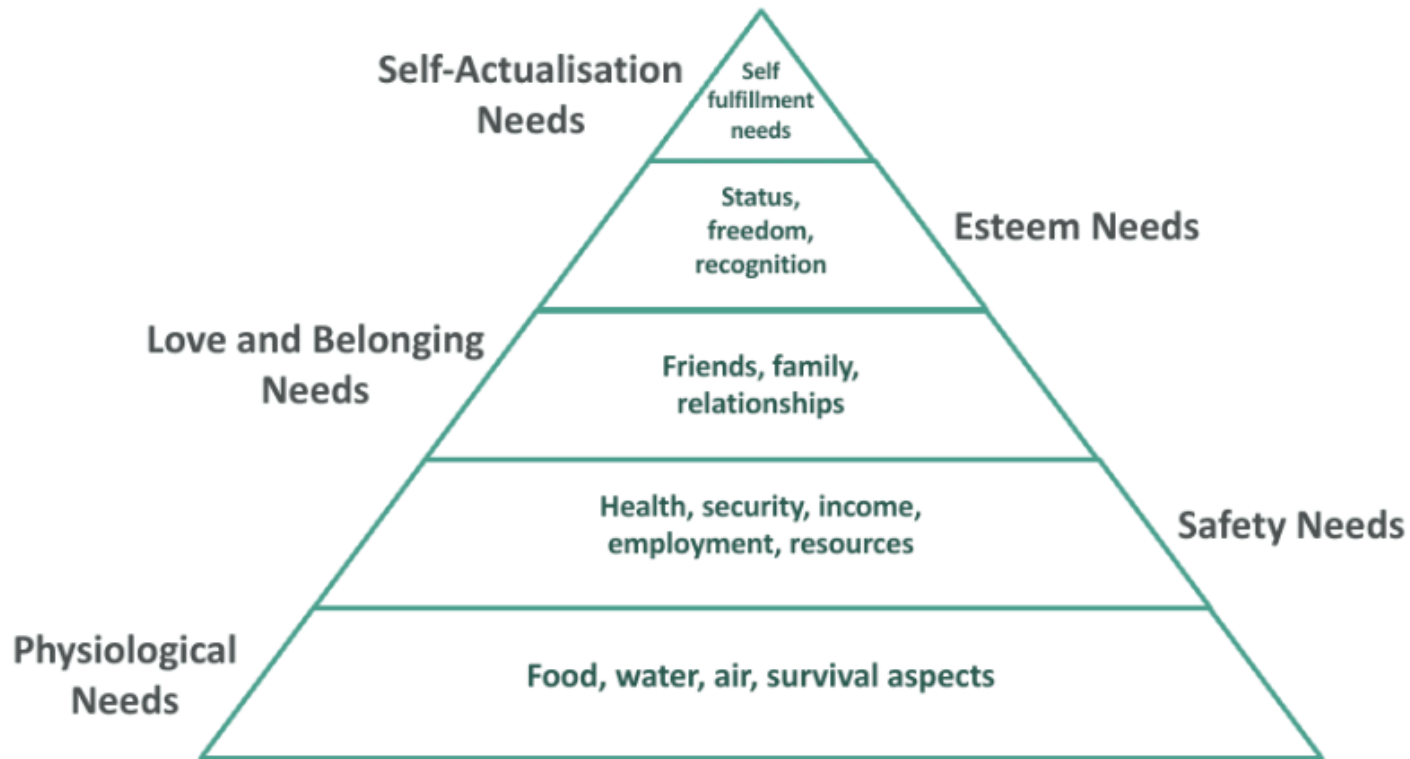 Self-Actualisation
Needs
Self
fulfillment
needs
Status,
freedom,
recognition
Esteem Needs
Love and Belonging
Needs
Friends, family,
relationships
Health, security, income,
employment, resources
Safety Needs
Physiological
Needs
Food, water, air, survival aspects